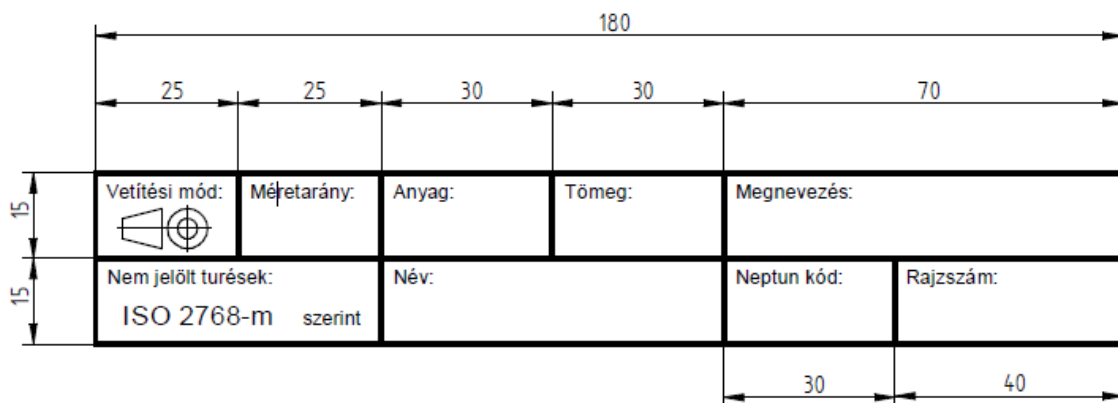 180
25 25 30 30 70
15
Vetítési mód: Méretarány: Anyag: Tömeg: Megnevezés:
15
Nem jelölt turések: Név: Neptun kód: Rajzszám:
ISO 2768-m szerint
30 40